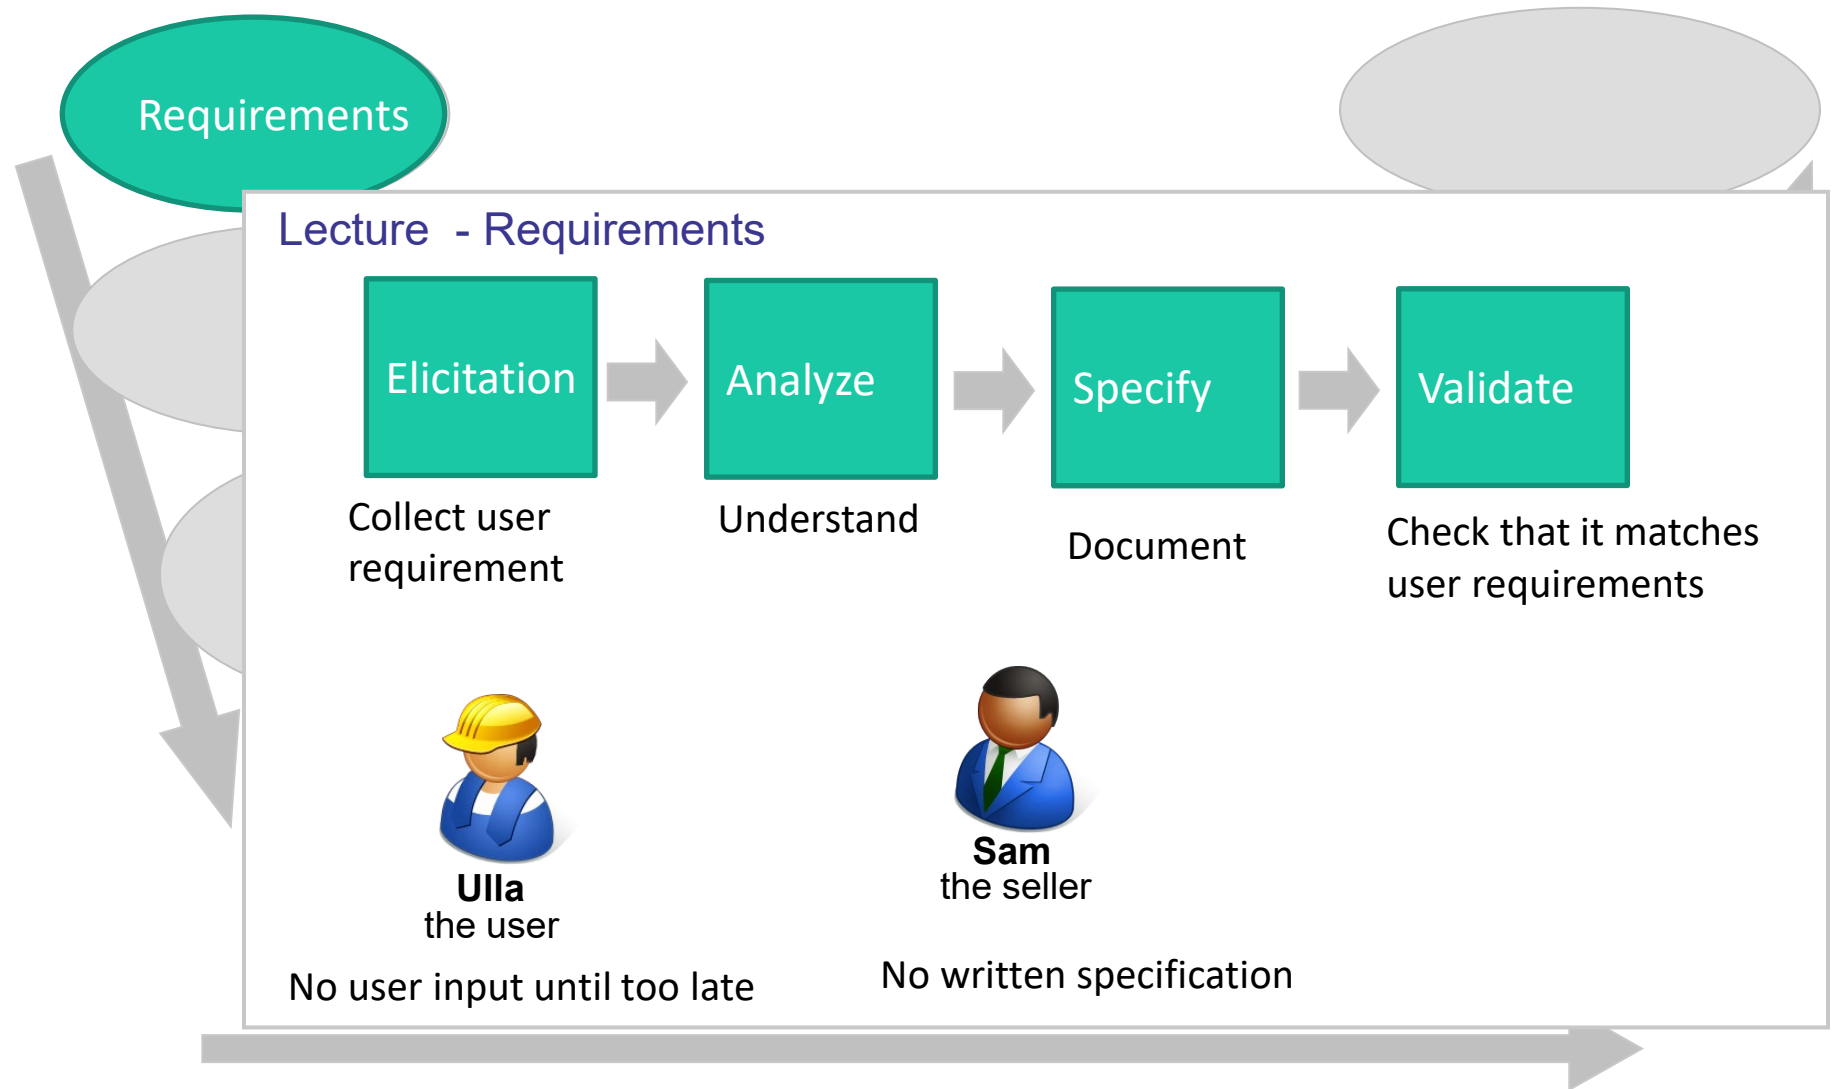 Requirements
Lecture - Requirements
Elicitation
Analyze
Specify
Validate
Collect user
requirement
Understand
Document
Check that it matches
user requirements
Ulla
the user
No user input until too late
Sam
the seller
No written specification